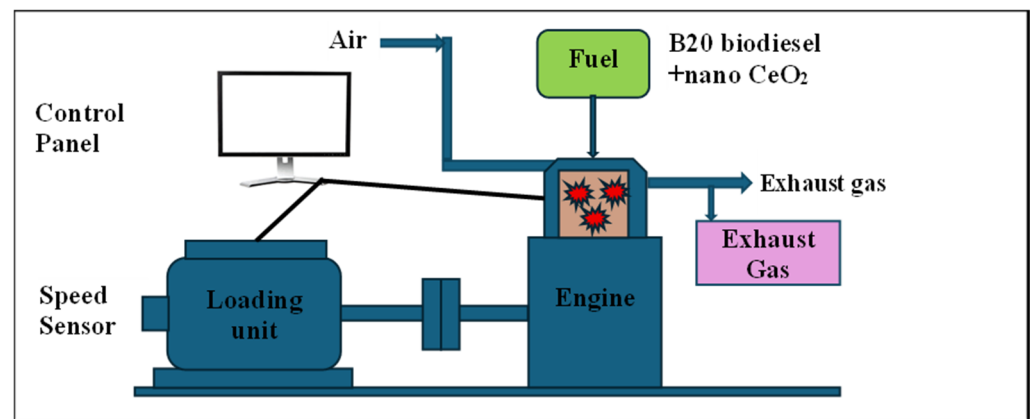 Air
Fuel
B20 biodiesel
+nano CeO₂
Control
Panel
Exhaust gas
Exhaust
Gas
Speed
Sensor
Loading
unit
Engine